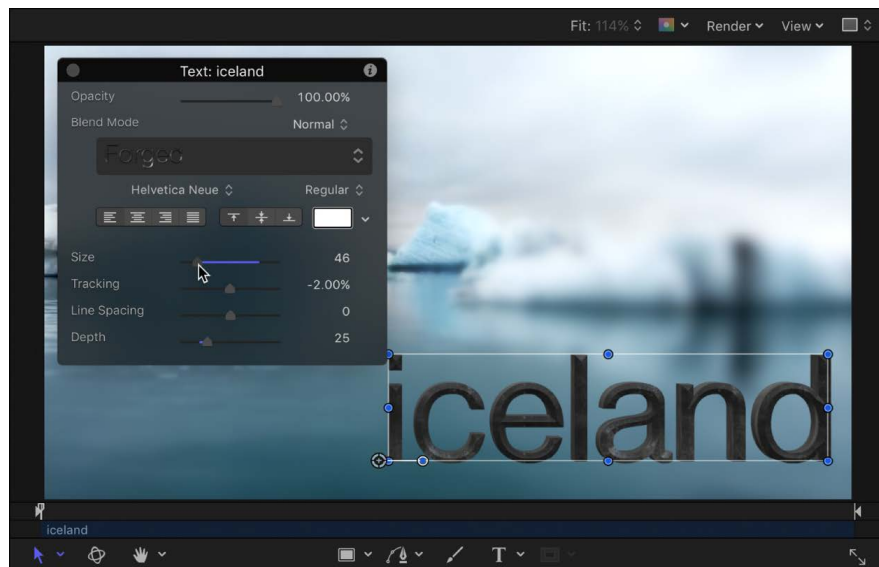 Fit: 114% Render View
Text: iceland
Opacity 100.00%
Blend Mode Normal
Forged
Helvetica Neue Regular
Size 46
Tracking -2.00%
Line Spacing 0
Depth 25
iceland
iceland
T